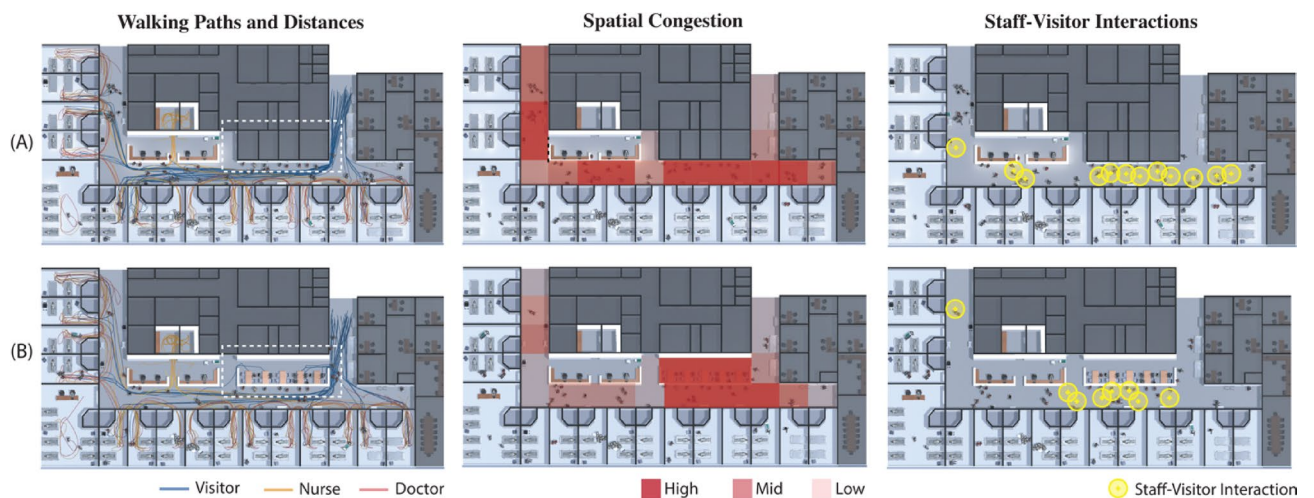 Walking Paths and Distances
Spatial Congestion
Staff-Visitor Interactions
(A)
(B)
Visitor
Nurse
Doctor
High
Mid
Low
Staff-Visitor Interaction